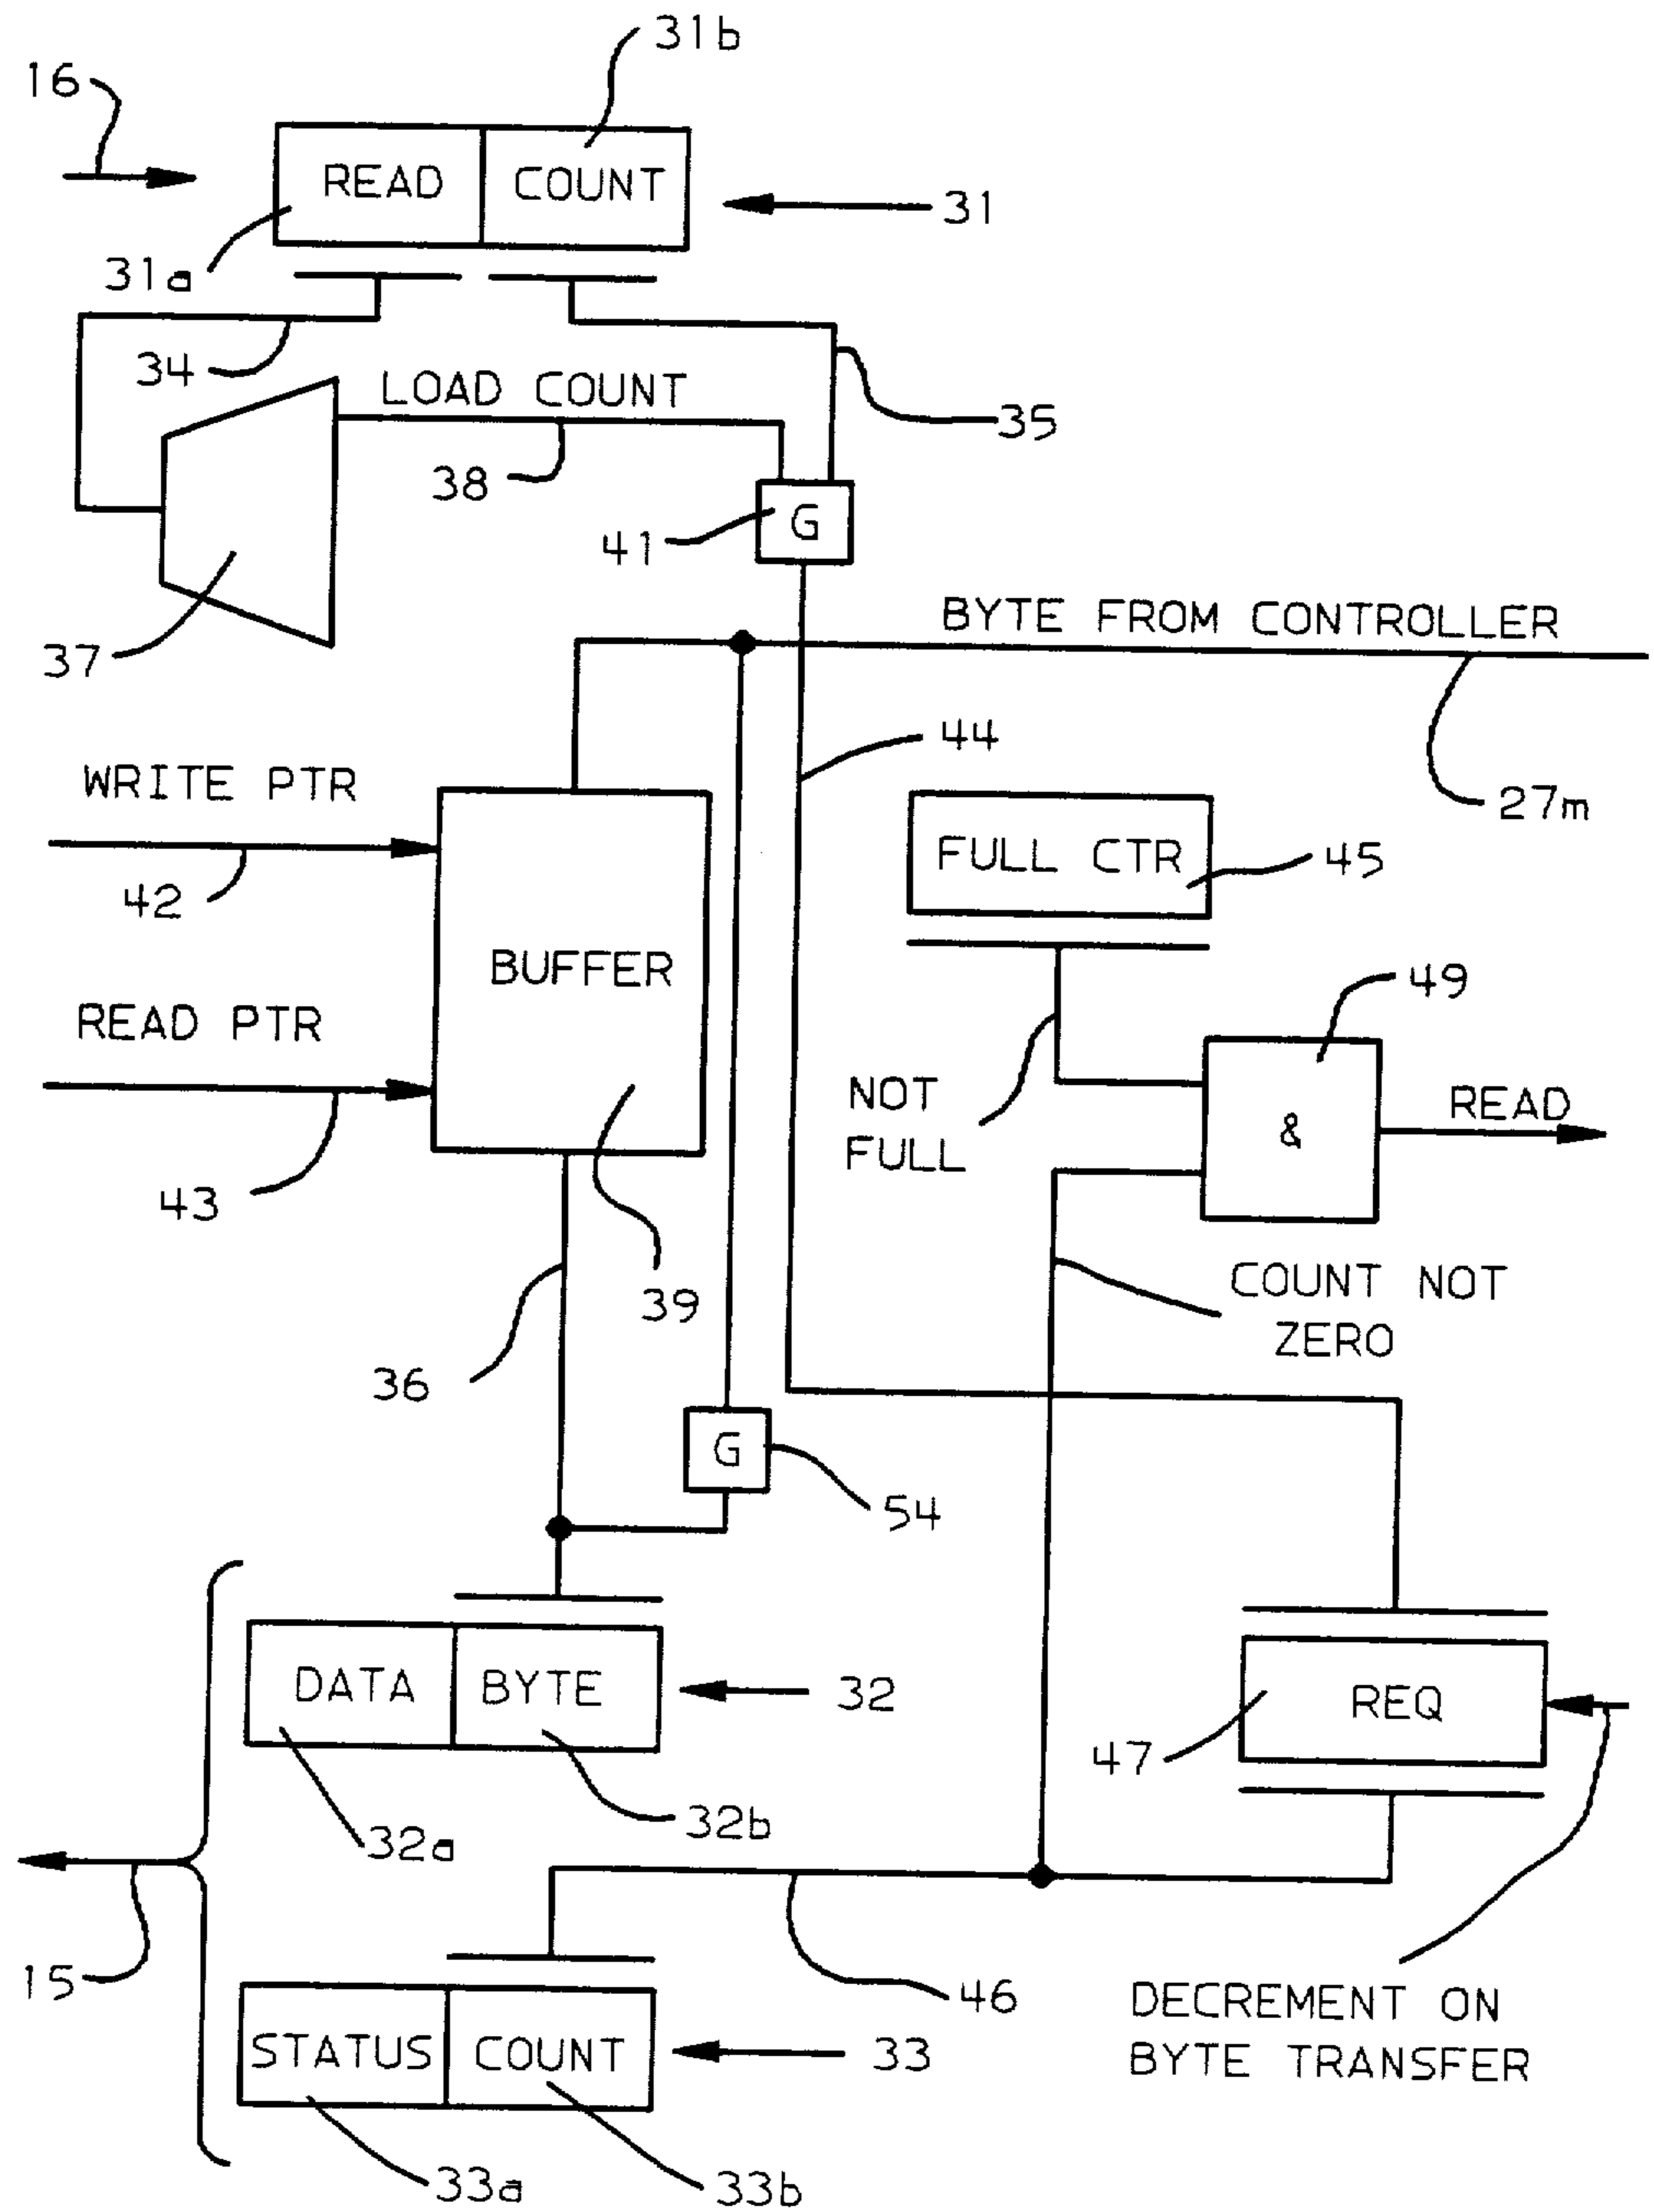 31b
16
READ COUNT
31
31a
34
LOAD COUNT
35
38
G
41
BYTE FROM CONTROLLER
37
44
WRITE PTR
27m
FULL CTR
45
42
BUFFER
49
READ PTR
NOT
FULL
READ
&
43
COUNT NOT
ZERO
39
36
G
54
DATA BYTE
32
REQ
47
32b
32a
15
46
DECREMENT ON
BYTE TRANSFER
STATUS COUNT
33
33a
33b